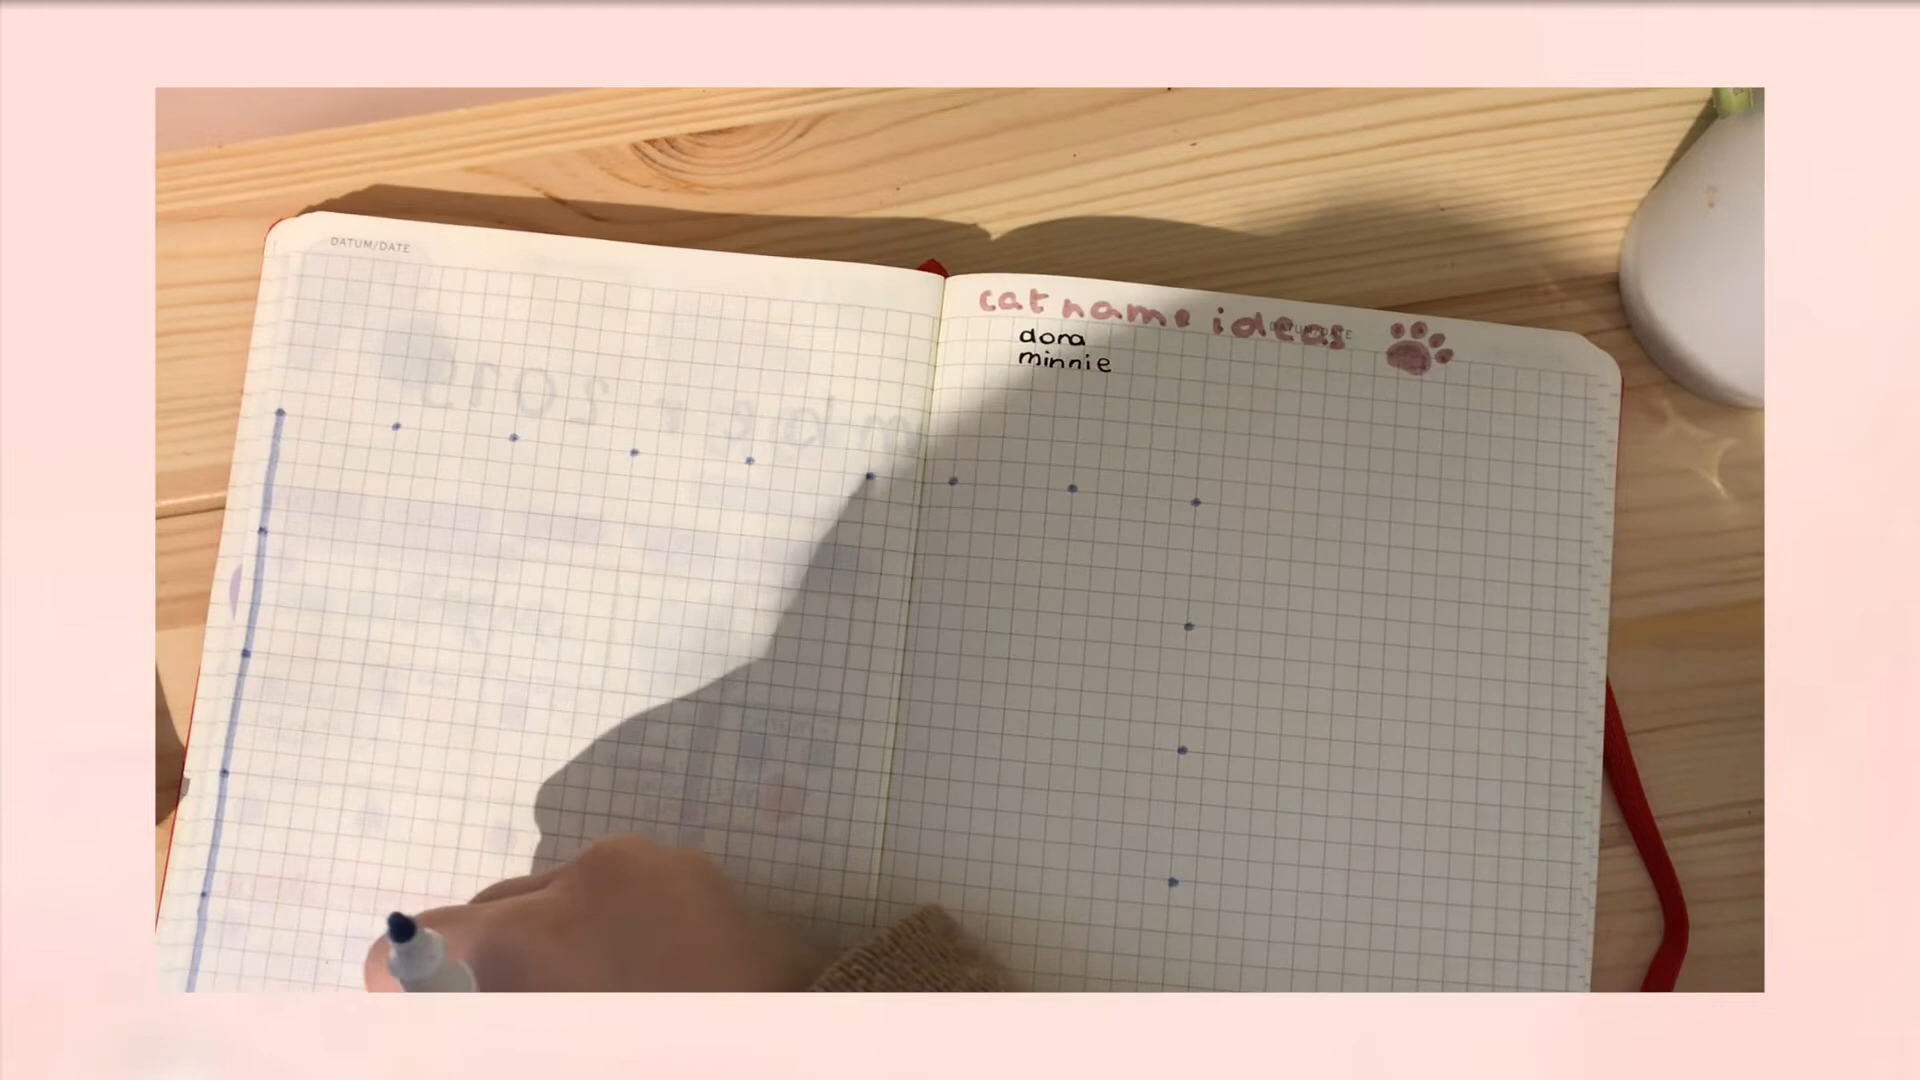 DATUM/DATE
cat name ideas
DATUM/DATE
dora
minnie